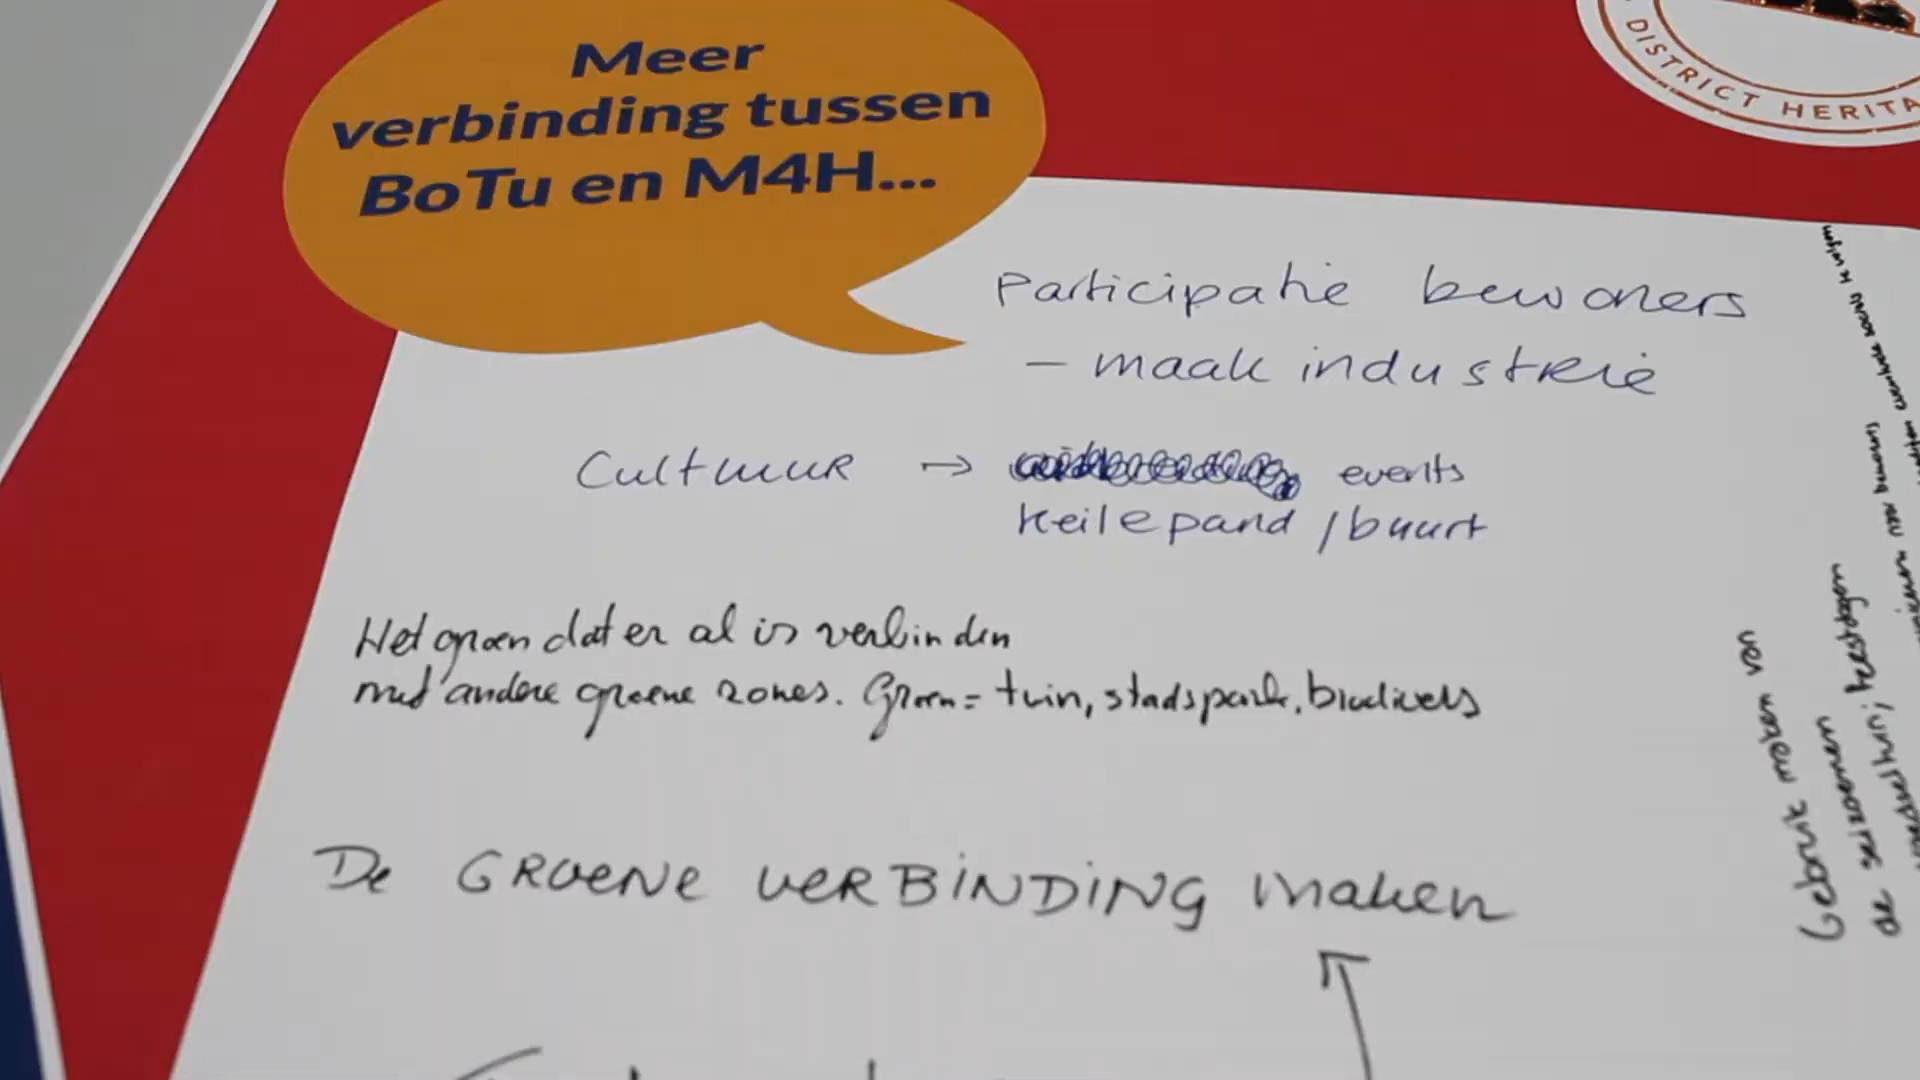 Meer
verbinding tussen
BoTu en M4H...
DISTRICT HERITA
Participatie bewoners
- maak industrie
Cultuur → events
Keilepand / buurt
Het groen dat er al is verbinden
met andere groene zones. Groen = tuin, stadspark,
De GROENE VERBINDING maken
Gebruik maken van
de seizoenen